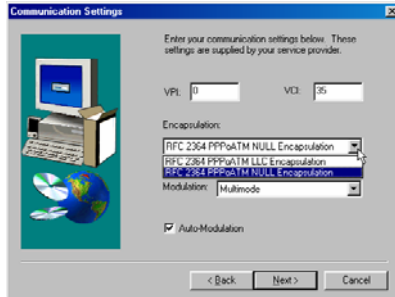 Communication Settings
Enter your communication settings below. These
settings are supplied by your service provider.
VPI: 0 VCI: 35
Encapsulation:
RFC 2364 PPPoATM NULL Encapsulation
RFC 2364 PPPoATM LLC Encapsulation
RFC 2364 PPPoATM NULL Encapsulation
Modulation: Multimode
Auto-Modulation
< Back Next > Cancel